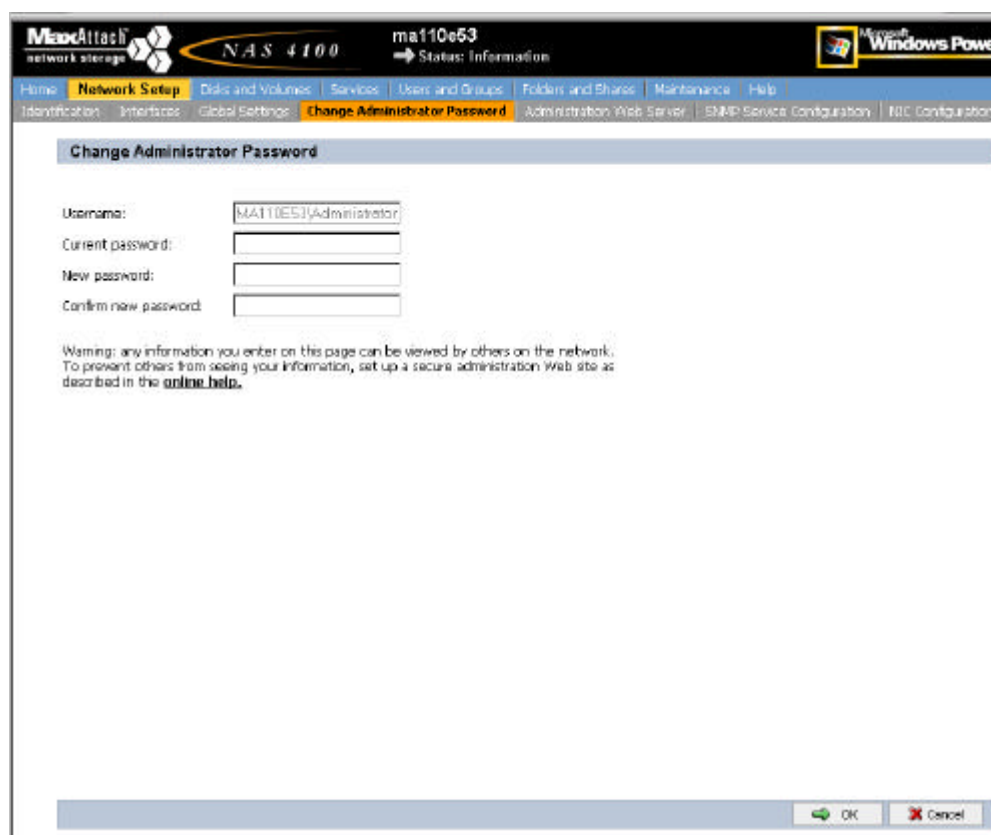 MaxAttach
network storage
NAS 4100
ma110e53
Status: Information
Microsoft
Windows Powe
Home Network Setup Disks and Volumes Services Users and Groups Folders and Shares Maintenance Help
Identification Interfaces Global Settings Change Administrator Password Administration Web Server SNMP Service Configuration NIC Configuration
Change Administrator Password
Username: MA110E53\Administrator
Current password:
New password:
Confirm new password:
Warning: any information you enter on this page can be viewed by others on the network.
To prevent others from seeing your information, set up a secure administration Web site as
described in the online help.
OK Cancel